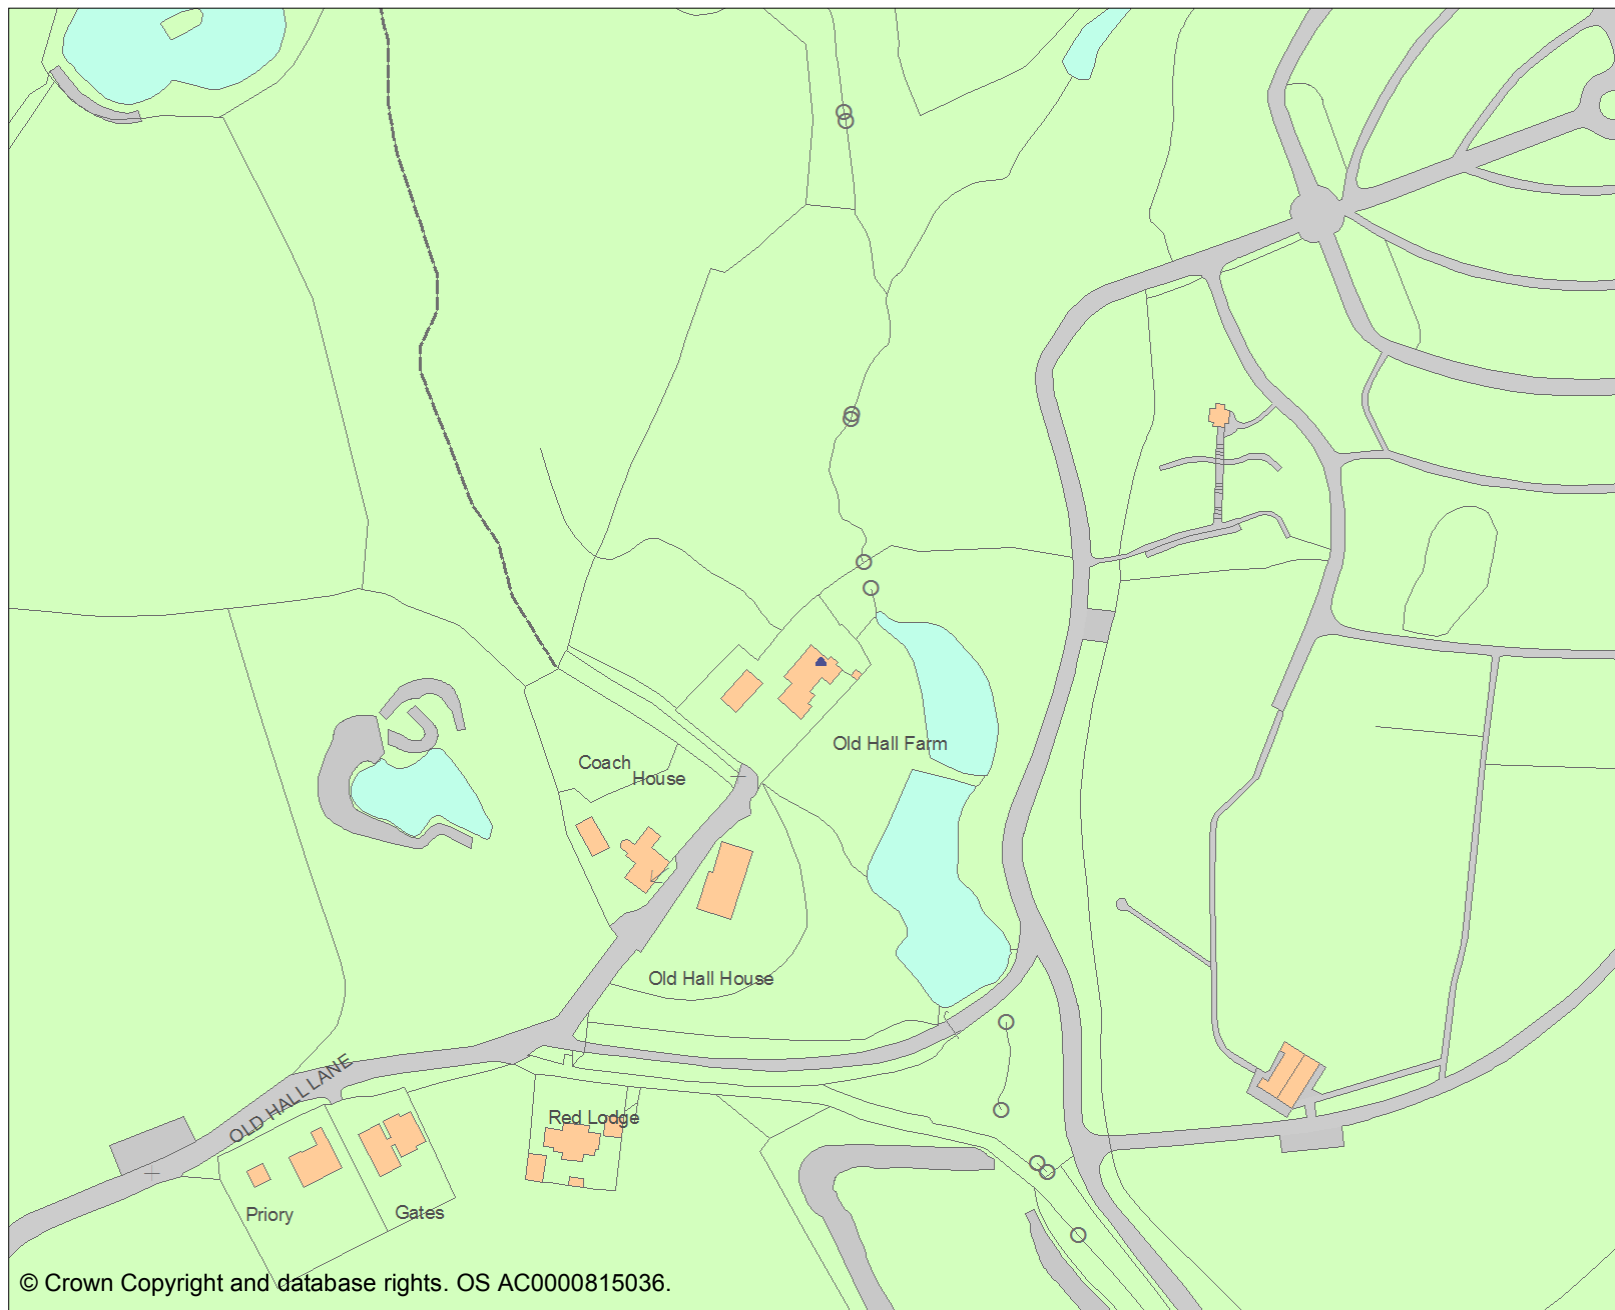 Old Hall Farm
Coach
House
Old Hall House
OLD HALL LANE
Red Lodge
Priory
Gates
© Crown Copyright and database rights. OS AC0000815036.